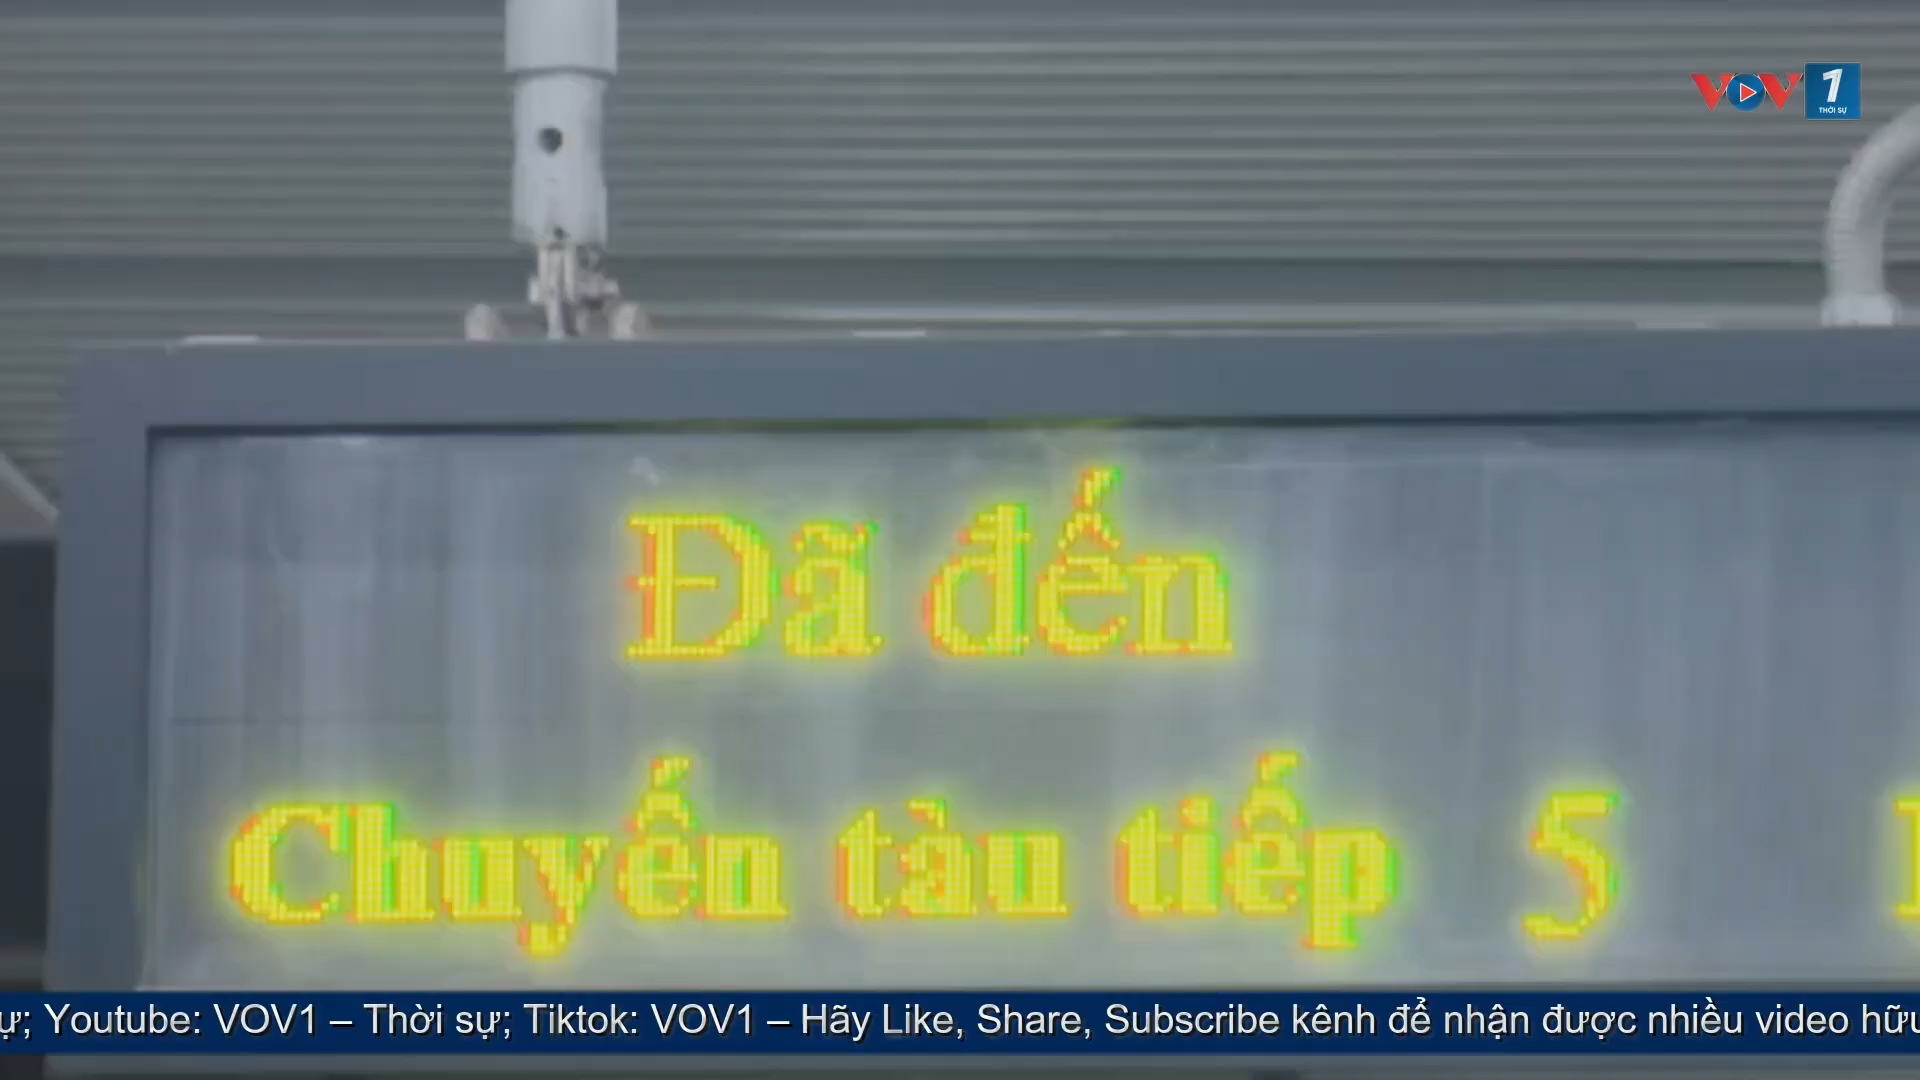 VOV 1
THỜI SỰ
Đã đến
Chuyến tàu tiếp 5
; Youtube: VOV1 – Thời sự; Tiktok: VOV1 – Hãy Like, Share, Subscribe kênh để nhận được nhiều video